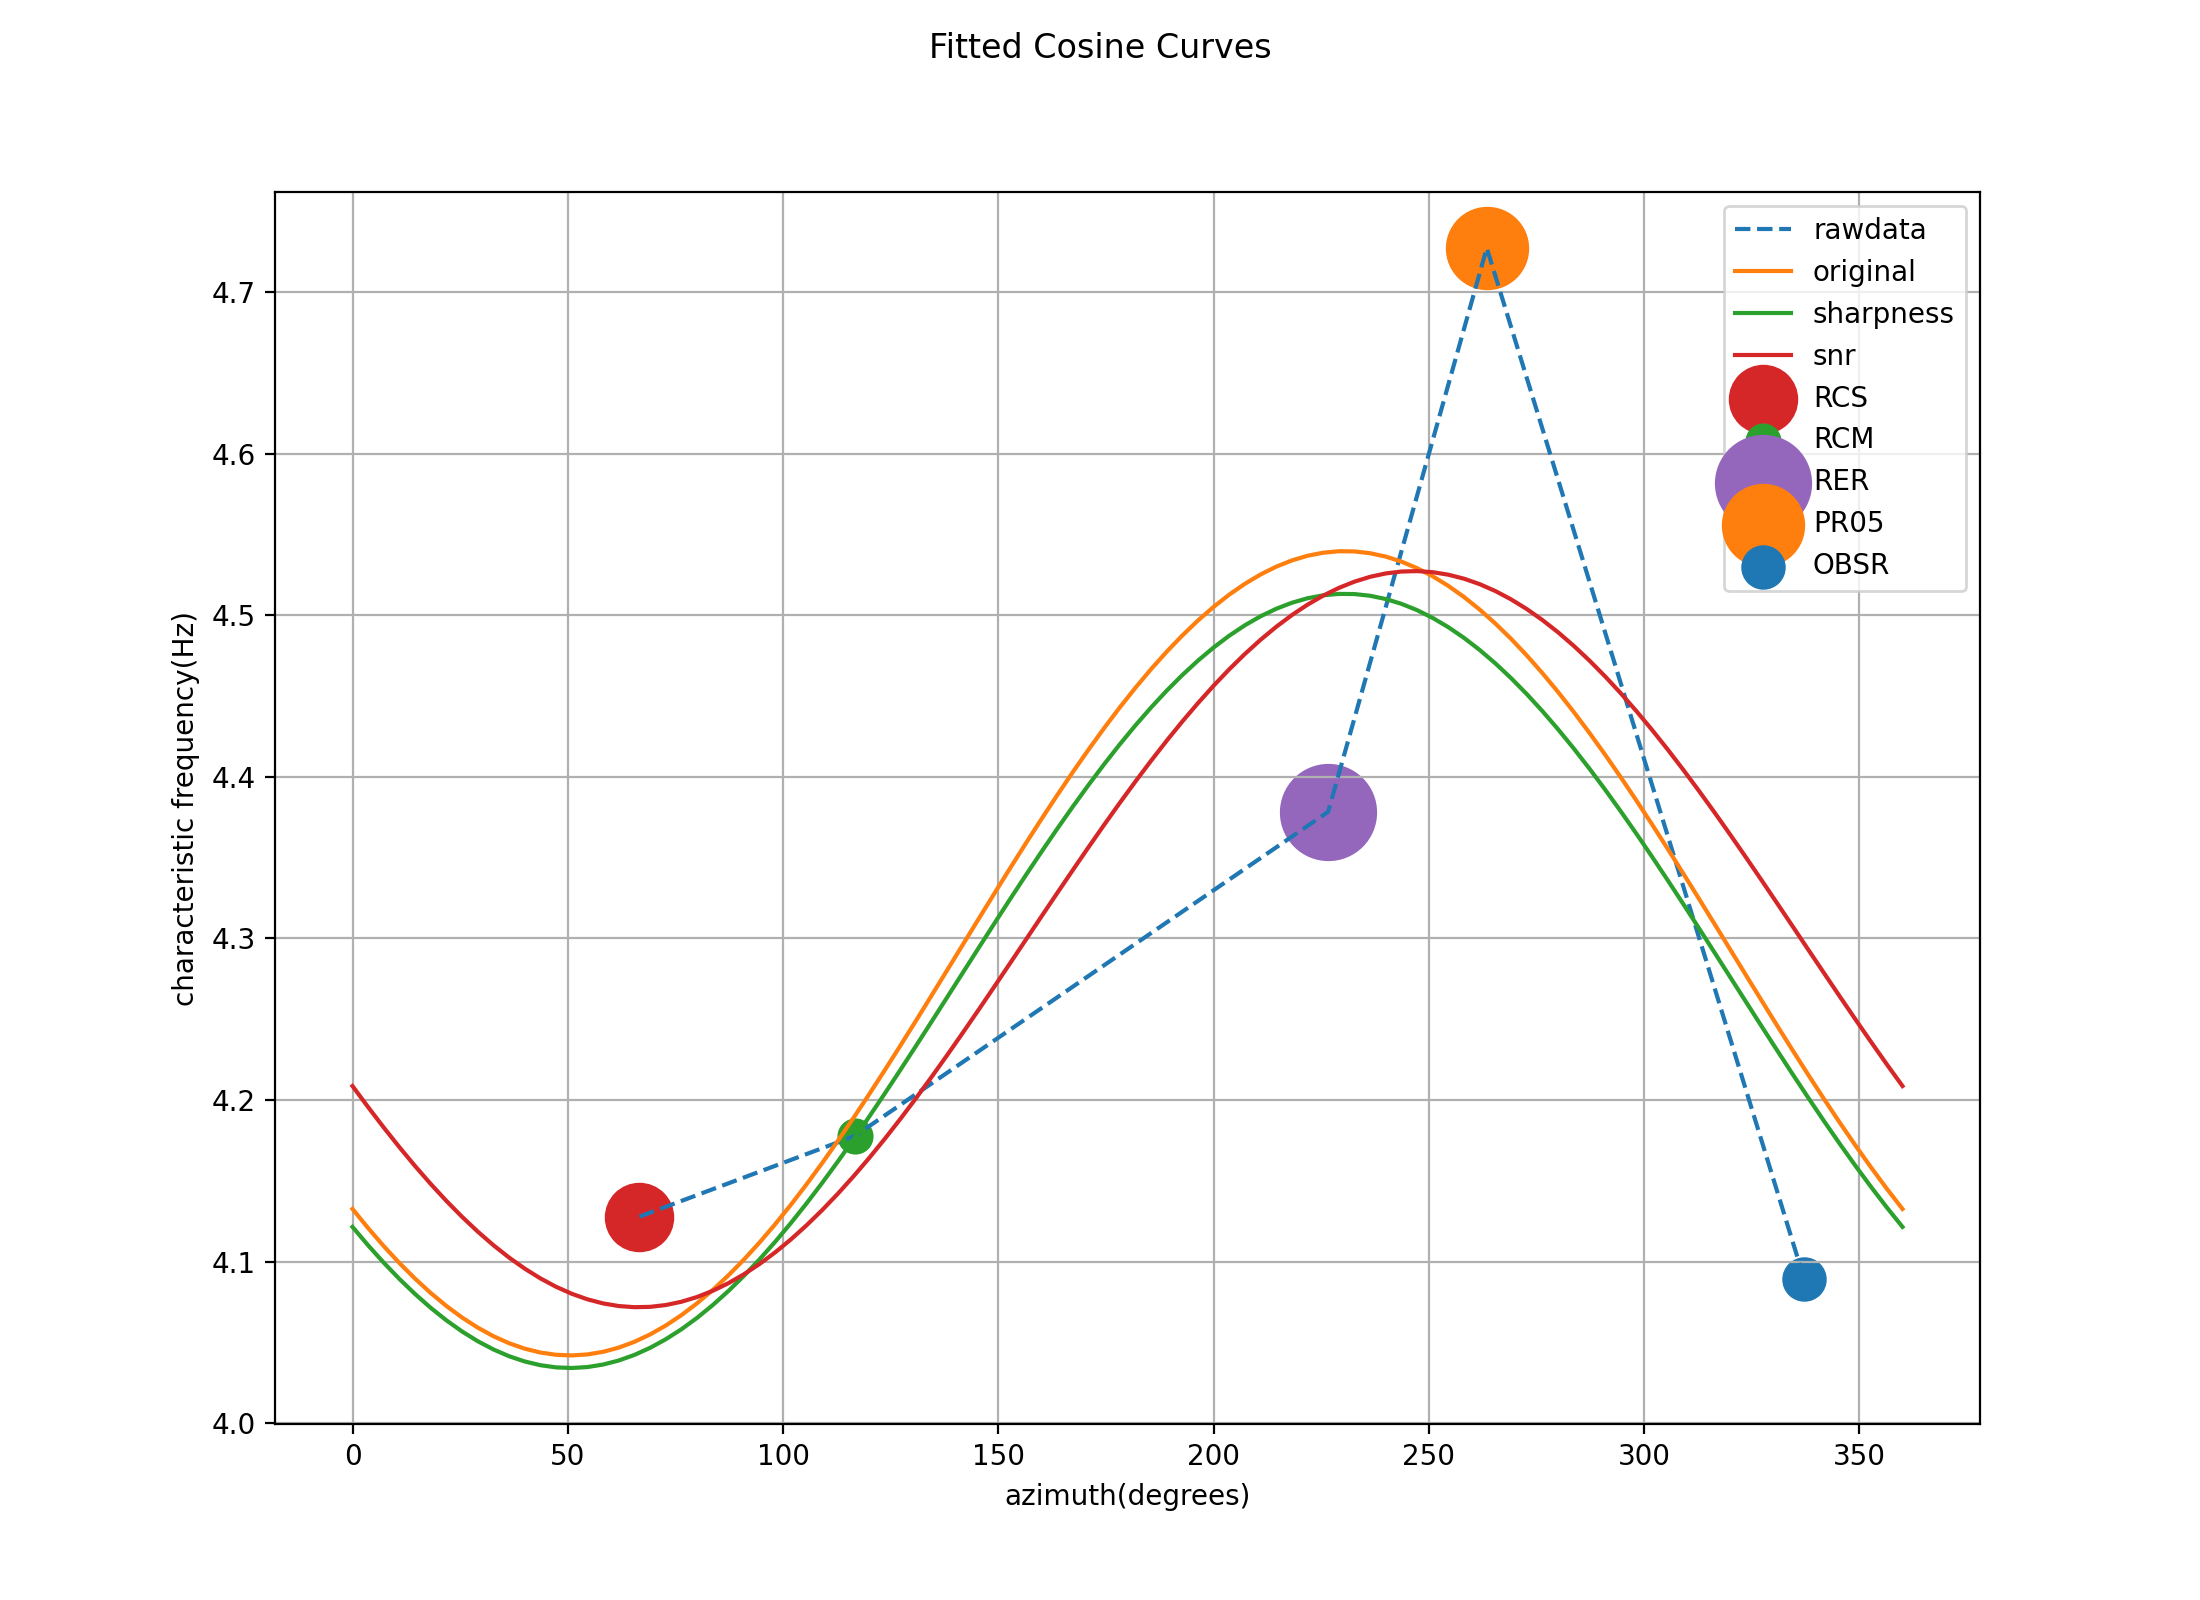 Fitted Cosine Curves
rawdata
original
sharpness
snr
RCS
RCM
RER
PR05
OBSR
4.7
4.6
4.5
4.4
4.3
4.2
4.1
4.0
characteristic frequency(Hz)
0 50 100 150 200 250 300 350
azimuth(degrees)